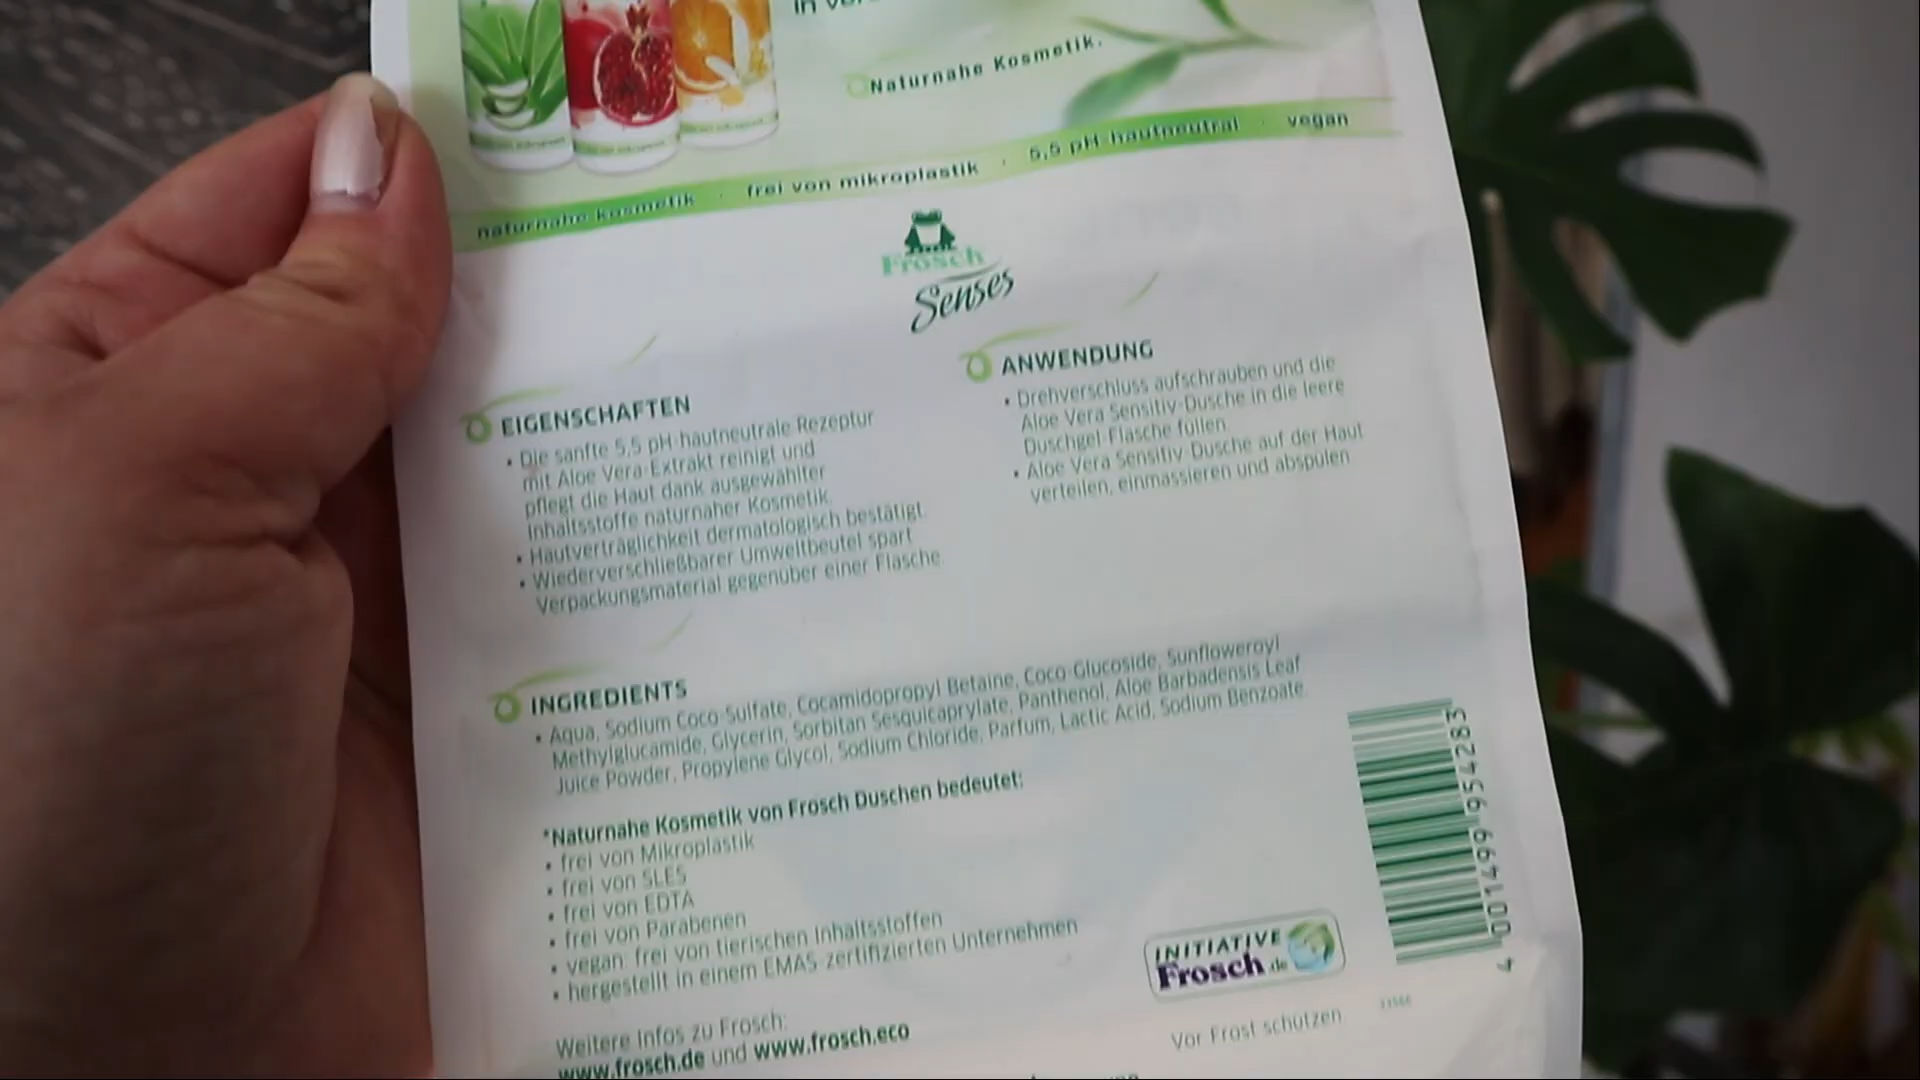 Naturnahe Kosmetik.
naturnahe kosmetik · frei von mikroplastik · 5,5 pH hautneutral · vegan
Frosch
Senses
EIGENSCHAFTEN
• Die sanfte 5,5 pH-hautneutrale Rezeptur
mit Aloe Vera-Extrakt reinigt und
pflegt die Haut dank ausgewählter
Inhaltsstoffe naturnaher Kosmetik.
• Hautverträglichkeit dermatologisch bestätigt.
• Wiederverschließbarer Umweltbeutel spart
Verpackungsmaterial gegenüber einer Flasche.
ANWENDUNG
• Drehverschluss aufschrauben und die
Aloe Vera Sensitiv-Dusche in die leere
Duschgel-Flasche füllen.
• Aloe Vera Sensitiv-Dusche auf der Haut
verteilen, einmassieren und abspülen
INGREDIENTS
• Aqua, Sodium Coco-Sulfate, Cocamidopropyl Betaine, Coco-Glucoside, Sunfloweroyl
Methylglucamide, Glycerin, Sorbitan Sesquicaprylate, Panthenol, Aloe Barbadensis Leaf
Juice Powder, Propylene Glycol, Sodium Chloride, Parfum, Lactic Acid, Sodium Benzoate.
*Naturnahe Kosmetik von Frosch Duschen bedeutet:
• frei von Mikroplastik
• frei von SLES
• frei von EDTA
• frei von Parabenen
• vegan: frei von tierischen Inhaltsstoffen
• hergestellt in einem EMAS-zertifizierten Unternehmen
Weitere Infos zu Frosch:
www.frosch.de und www.frosch.eco
INITIATIVE
Frosch.de
Vor Frost schützen
4 001499 954283